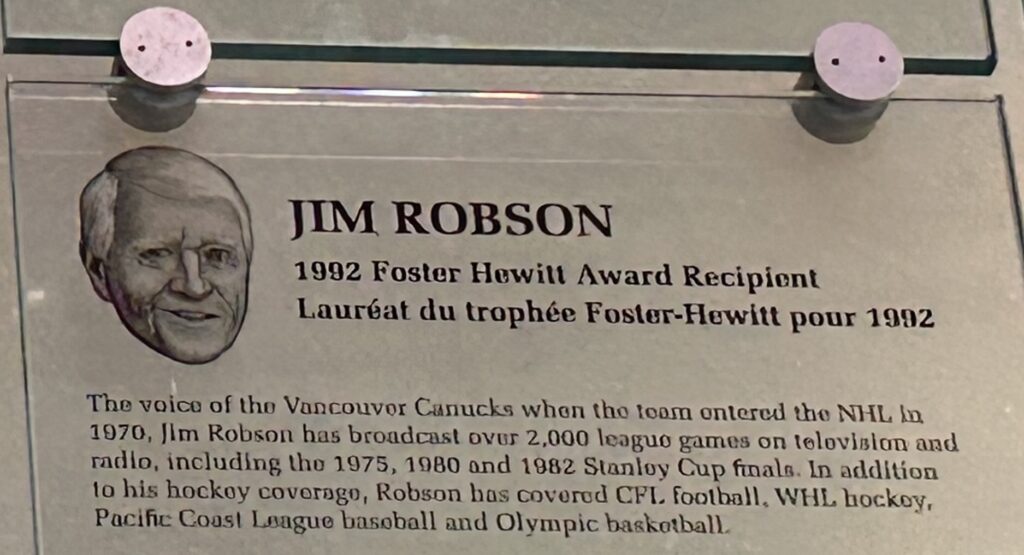 JIM ROBSON
1992 Foster Hewitt Award Recipient
Lauréat du trophée Foster-Hewitt pour 1992
The voice of the Vancouver Canucks when the team entered the NHL in
1970, Jim Robson has broadcast over 2,000 league games on television and
radio, including the 1975, 1980 and 1982 Stanley Cup finals. In addition
to his hockey coverage, Robson has covered CFL football, WHL hockey,
Pacific Coast League baseball and Olympic basketball.